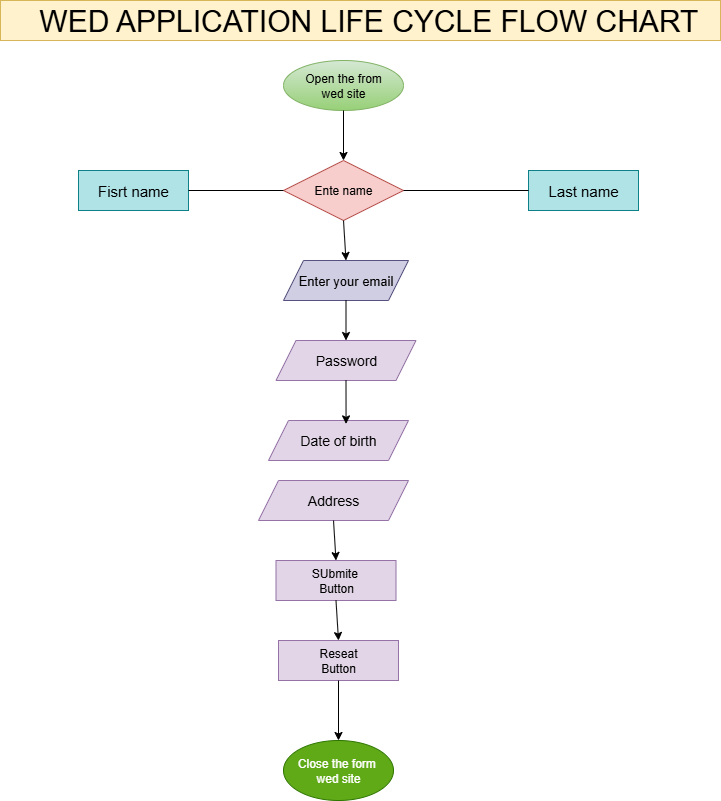 WED APPLICATION LIFE CYCLE FLOW CHART
Open the from
wed site
Fisrt name
Ente name
Last name
Enter your email
Password
Date of birth
Address
SUbmite
Button
Reseat
Button
Close the form
wed site